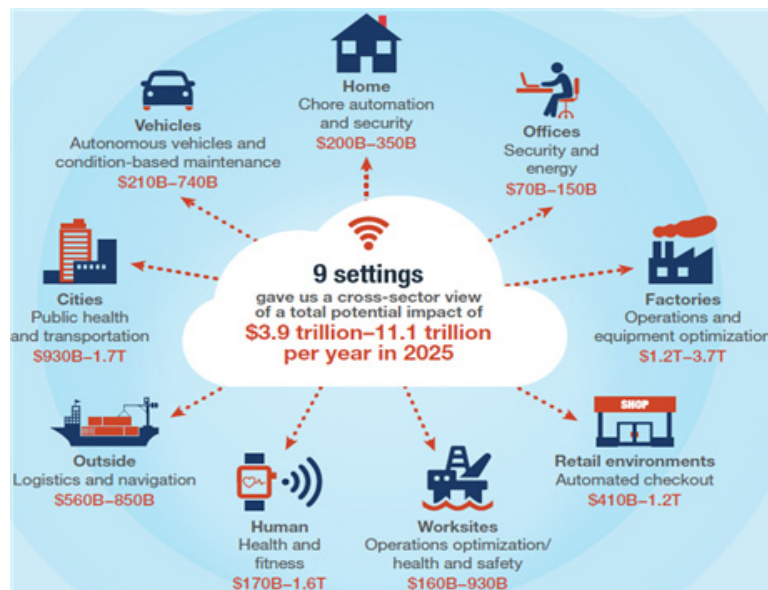 Home
Chore automation
and security
$200B–350B
Offices
Security and
energy
$70B–150B
Factories
Operations and
equipment optimization
$1.2T–3.7T
SHOP
Retail environments
Automated checkout
$410B–1.2T
Worksites
Operations optimization/
health and safety
$160B–930B
Human
Health and
fitness
$170B–1.6T
Outside
Logistics and navigation
$560B–850B
Cities
Public health
and transportation
$930B–1.7T
Vehicles
Autonomous vehicles and
condition-based maintenance
$210B–740B
9 settings
gave us a cross-sector view
of a total potential impact of
$3.9 trillion–11.1 trillion
per year in 2025